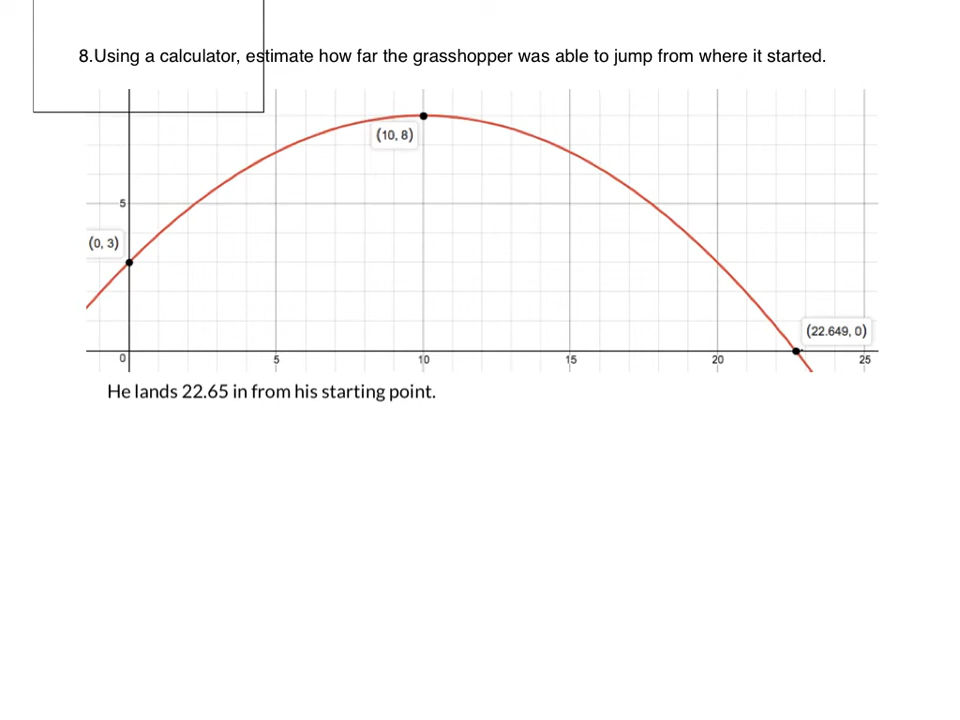 8.Using a calculator, estimate how far the grasshopper was able to jump from where it started.
(10, 8)
5
(0, 3)
(22.649, 0)
0 5 10 15 20 25
He lands 22.65 in from his starting point.